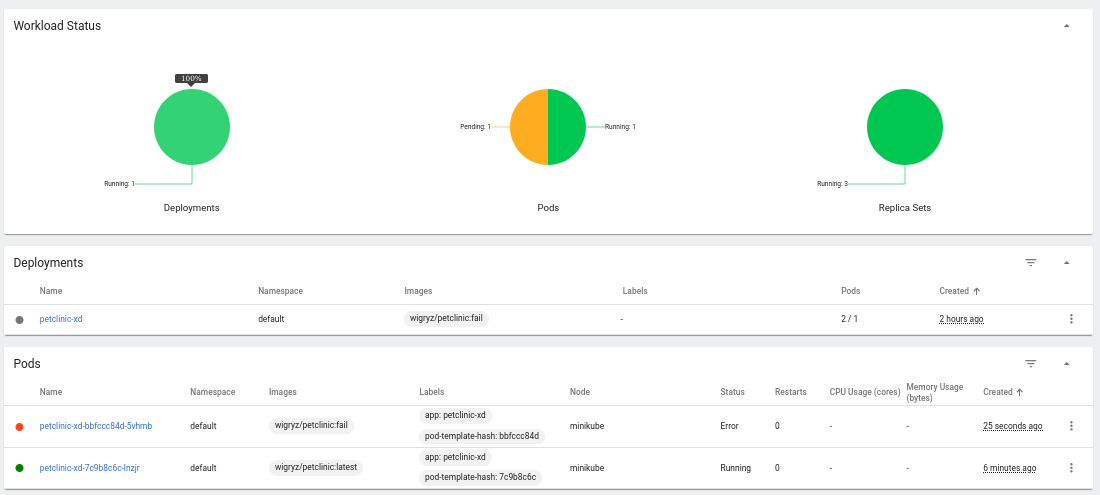 Workload Status
100%
Running: 1
Deployments
Pending: 1
Running: 1
Pods
Running: 3
Replica Sets
Deployments
Name Namespace Images Labels Pods Created
petclinic-xd default wigryz/petclinic:fail - 2 / 1 2 hours ago
Pods
Name Namespace Images Labels Node Status Restarts CPU Usage (cores) Memory Usage (bytes) Created
petclinic-xd-bbfccc84d-5vhmb default wigryz/petclinic:fail app: petclinic-xd minikube Error 0 - - 25 seconds ago
pod-template-hash: bbfccc84d
petclinic-xd-7c9b8c6c-lnzjr default wigryz/petclinic:latest app: petclinic-xd minikube Running 0 - - 6 minutes ago
pod-template-hash: 7c9b8c6c